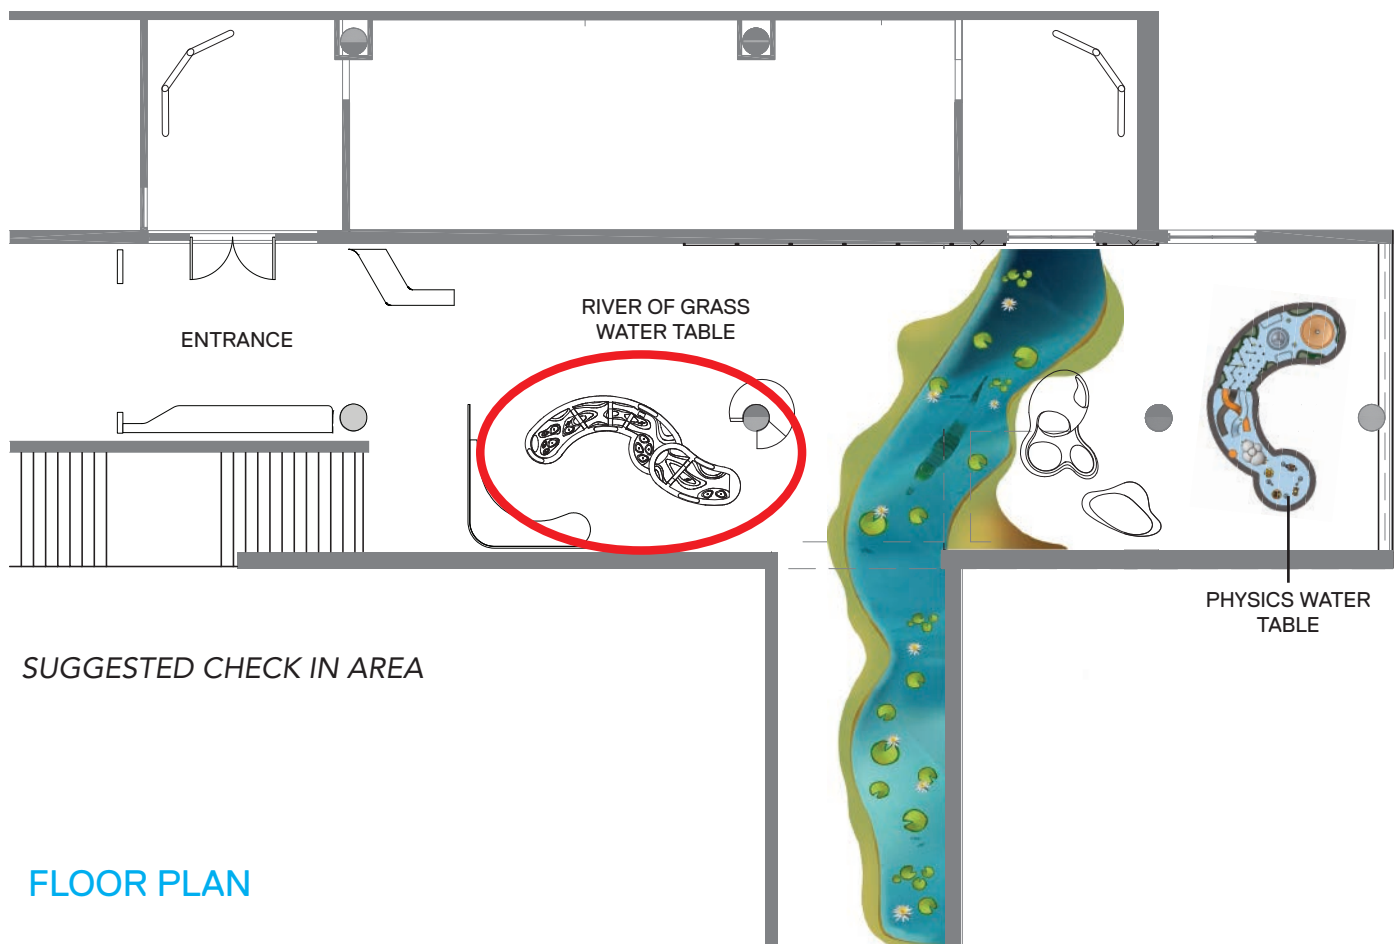 ENTRANCE
RIVER OF GRASS
WATER TABLE
PHYSICS WATER
TABLE
SUGGESTED CHECK IN AREA
FLOOR PLAN